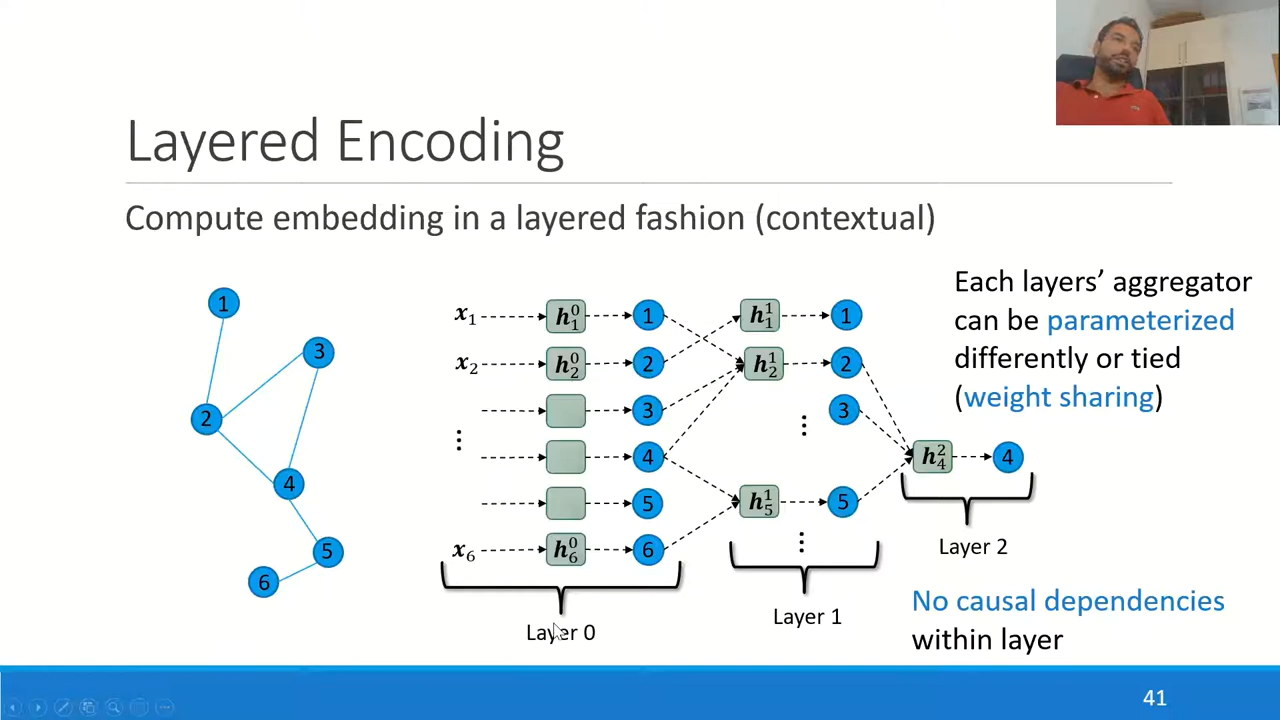 Layered Encoding
Compute embedding in a layered fashion (contextual)
Each layers’ aggregator
can be parameterized
differently or tied
(weight sharing)
1
3
2
4
5
6
x₁ h₁⁰ 1 h₁¹ 1
x₂ h₂⁰ 2 h₂¹ 2
3 3
⋮ ⋮
4 h₄² 4
5 h₅¹ 5
x₆ h₆⁰ 6 ⋮
Layer 0
Layer 1
Layer 2
No causal dependencies
within layer
41